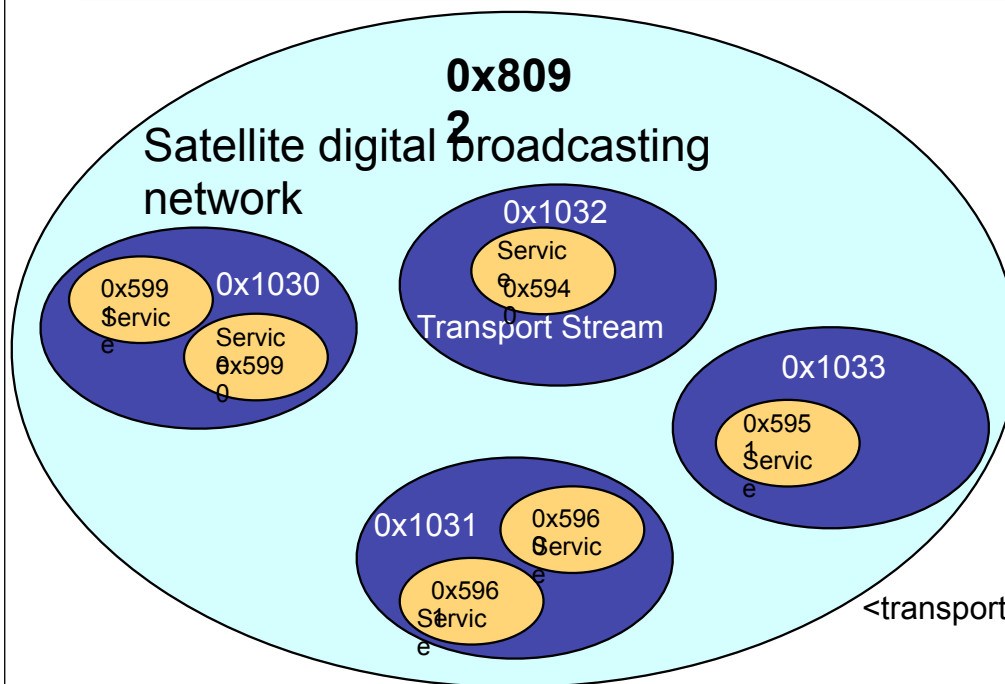 0x809
2
Satellite digital broadcasting
network
0x1032
Servic
e
0x594
0
Transport Stream
0x1030
0x599
1
Servic
e
Servic
e
0x599
0
0x1033
0x595
1
Servic
e
0x1031
0x596
0
Servic
e
0x596
1
Servic
e
<transport